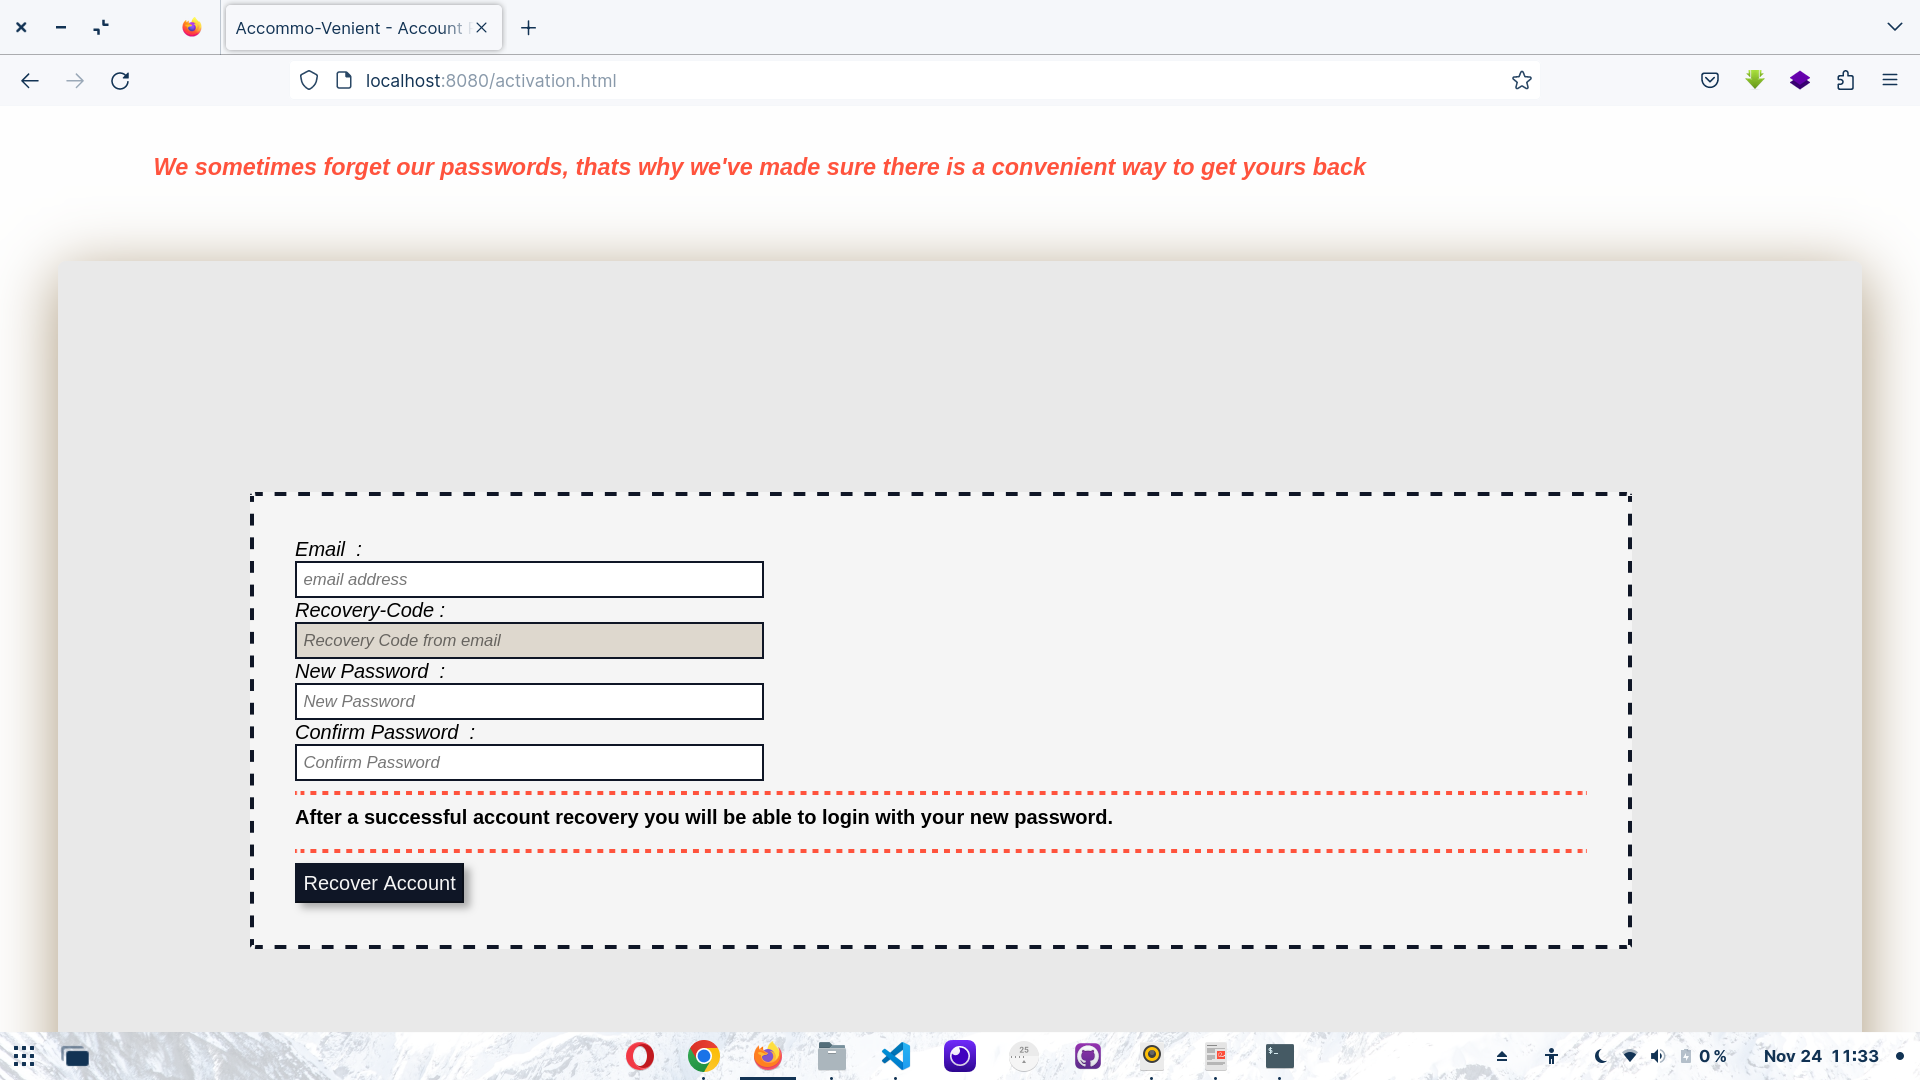 Accommo-Venient - Account
localhost:8080/activation.html
We sometimes forget our passwords, thats why we've made sure there is a convenient way to get yours back
Email :
email address
Recovery-Code :
Recovery Code from email
New Password :
New Password
Confirm Password :
Confirm Password
After a successful account recovery you will be able to login with your new password.
Recover Account
25
$_
0 %
Nov 24 11:33